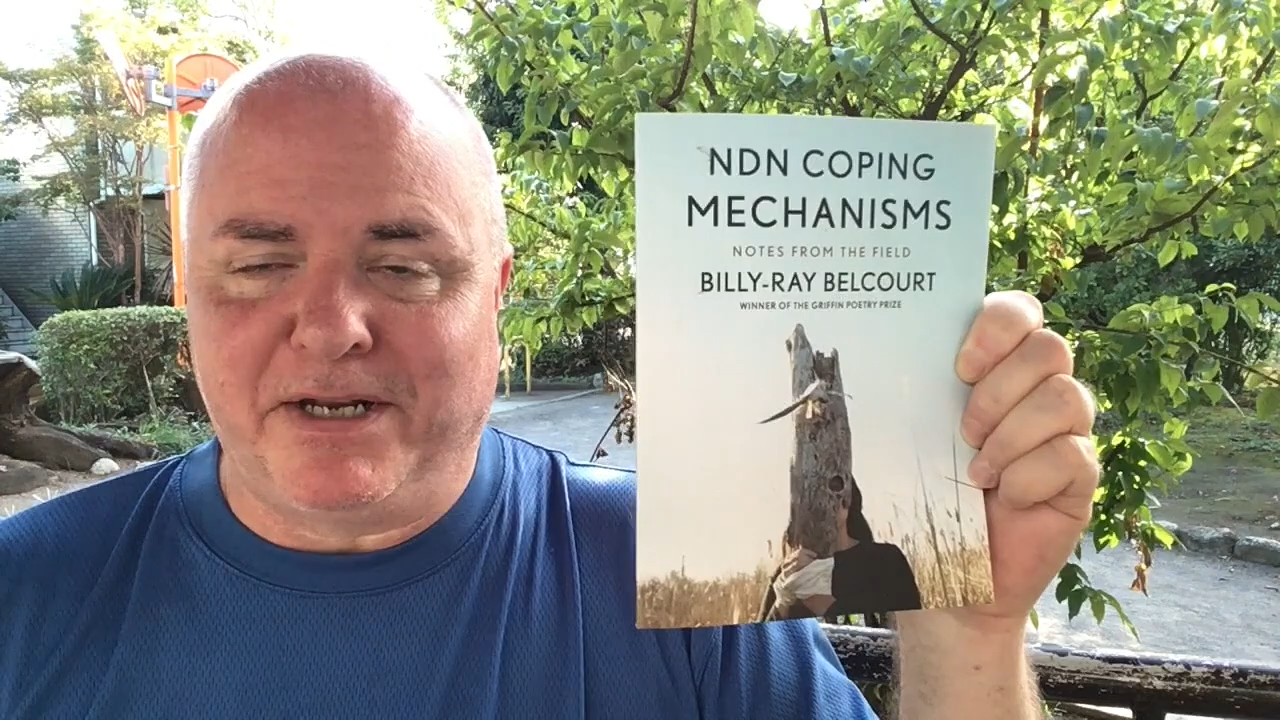 NDN COPING
MECHANISMS
NOTES FROM THE FIELD
BILLY-RAY BELCOURT
WINNER OF THE GRIFFIN POETRY PRIZE